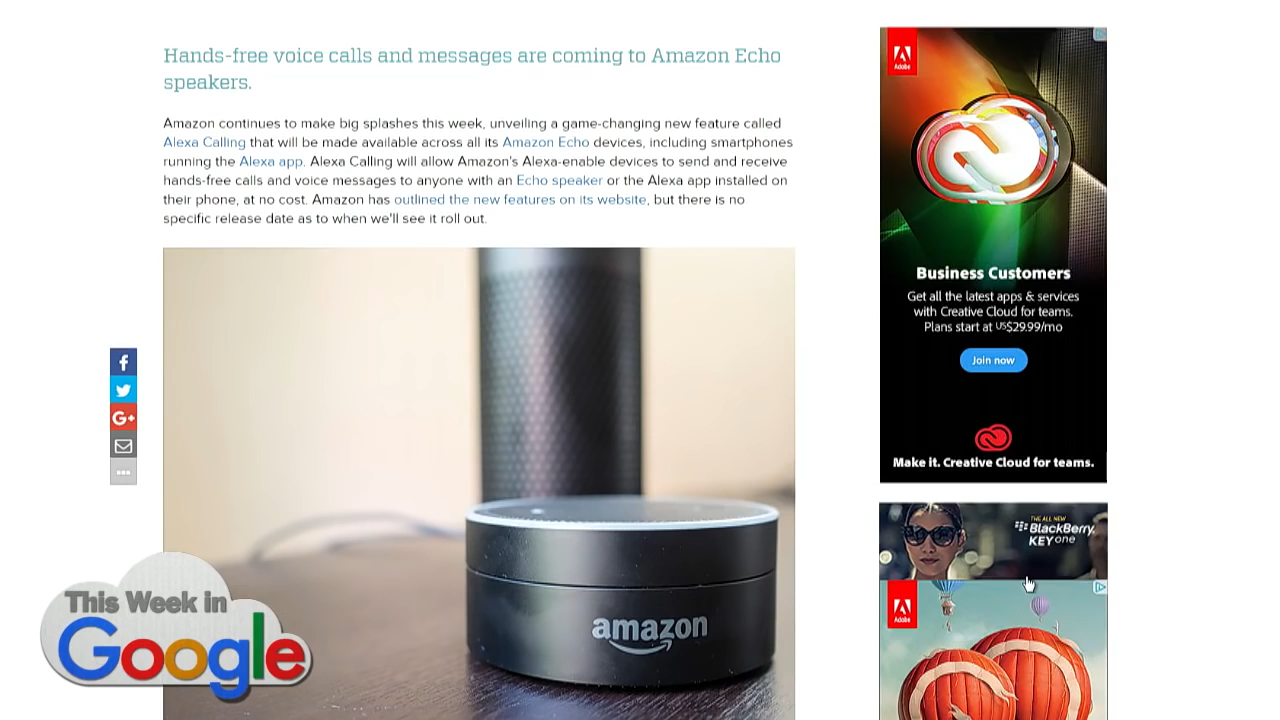 Hands-free voice calls and messages are coming to Amazon Echo
speakers.
Amazon continues to make big splashes this week, unveiling a game-changing new feature called
Alexa Calling that will be made available across all its Amazon Echo devices, including smartphones
running the Alexa app. Alexa Calling will allow Amazon's Alexa-enable devices to send and receive
hands-free calls and voice messages to anyone with an Echo speaker or the Alexa app installed on
their phone, at no cost. Amazon has outlined the new features on its website, but there is no
specific release date as to when we'll see it roll out.
amazon
f
G+
This Week in
Google
Adobe
Business Customers
Get all the latest apps & services
with Creative Cloud for teams.
Plans start at US$29.99/mo
Join now
Make it. Creative Cloud for teams.
THE ALL NEW
BlackBerry
KEYone
Adobe